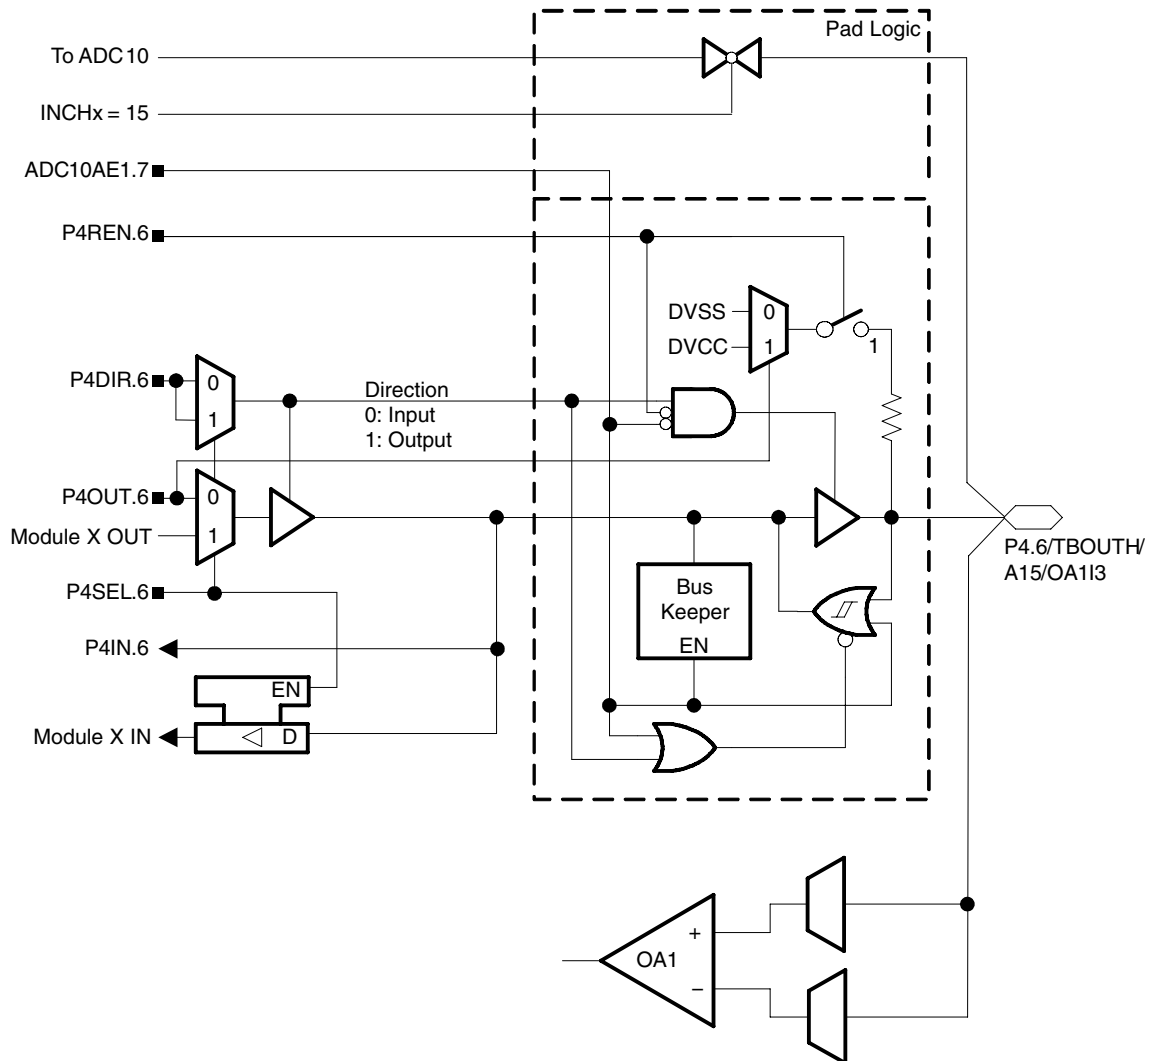 Pad Logic
To ADC10
INCHx = 15
ADC10AE1.7
P4REN.6
DVSS
0
DVCC
1
1
P4DIR.6
0
1
Direction
0: Input
1: Output
P4OUT.6
0
Module X OUT
1
P4.6/TBOUTH/
A15/OA1I3
P4SEL.6
Bus
Keeper
EN
P4IN.6
EN
Module X IN
D
+
OA1
−